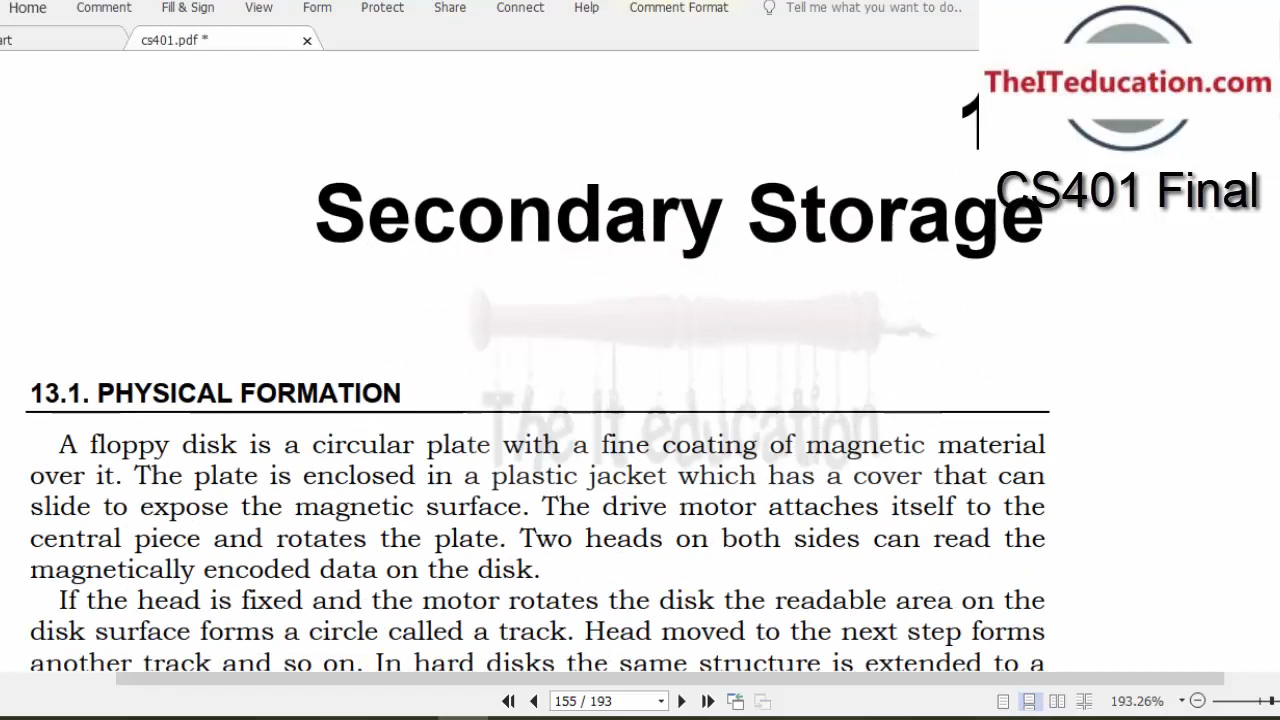 Home Comment Fill & Sign View Form Protect Share Connect Help Comment Format Tell me what you want to do..
art cs401.pdf *
TheITeducation.com
1
CS401 Final
Secondary Storage
The It education
13.1. PHYSICAL FORMATION
A floppy disk is a circular plate with a fine coating of magnetic material
over it. The plate is enclosed in a plastic jacket which has a cover that can
slide to expose the magnetic surface. The drive motor attaches itself to the
central piece and rotates the plate. Two heads on both sides can read the
magnetically encoded data on the disk.
If the head is fixed and the motor rotates the disk the readable area on the
disk surface forms a circle called a track. Head moved to the next step forms
another track and so on. In hard disks the same structure is extended to a
155 / 193
193.26%